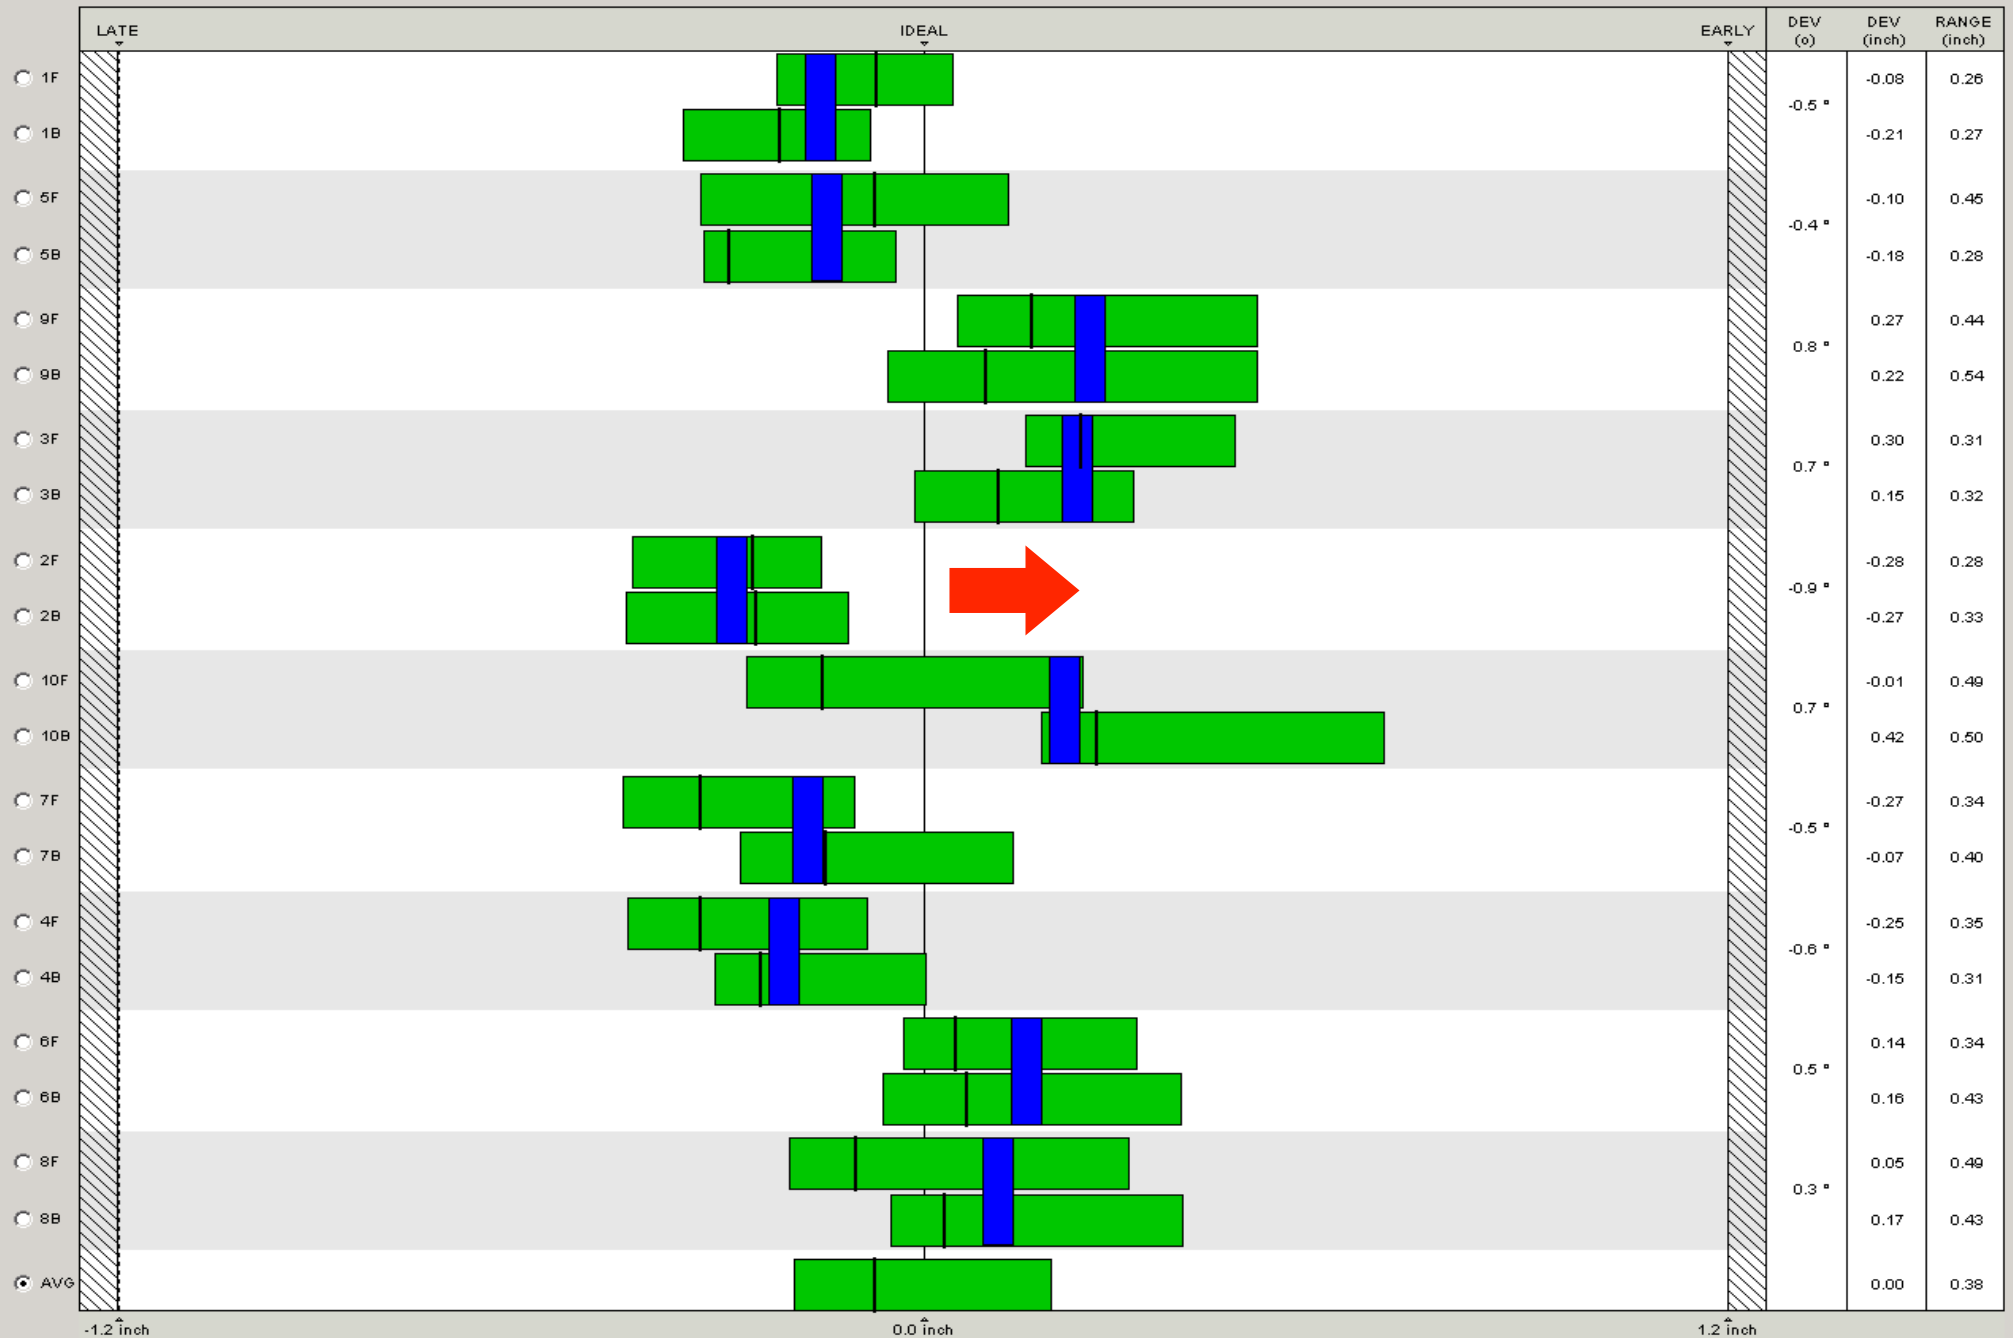 LATE IDEAL EARLY DEV (o) DEV (inch) RANGE (inch)
1F -0.08 0.26
-0.5 °
1B -0.21 0.27
5F -0.10 0.45
-0.4 °
5B -0.18 0.28
9F 0.27 0.44
0.8 °
9B 0.22 0.54
3F 0.30 0.31
0.7 °
3B 0.15 0.32
2F -0.28 0.28
-0.9 °
2B -0.27 0.33
10F -0.01 0.49
0.7 °
10B 0.42 0.50
7F -0.27 0.34
-0.5 °
7B -0.07 0.40
4F -0.25 0.35
-0.6 °
4B -0.15 0.31
6F 0.14 0.34
0.5 °
6B 0.16 0.43
8F 0.05 0.49
0.3 °
8B 0.17 0.43
AVG 0.00 0.38
-1.2 inch 0.0 inch 1.2 inch